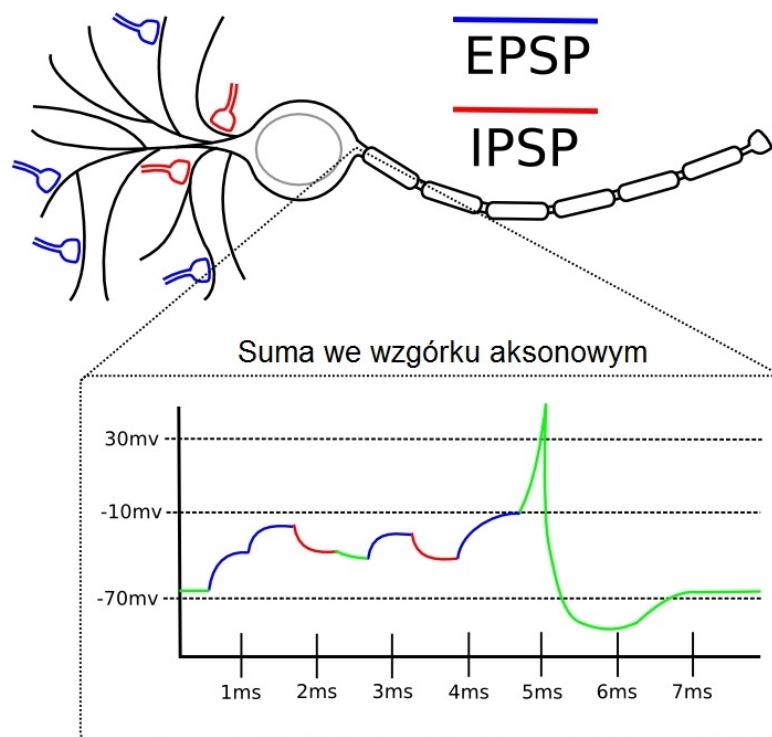 EPSP
IPSP
Suma we wzgórku aksonowym
30mv
-10mv
-70mv
1ms 2ms 3ms 4ms 5ms 6ms 7ms